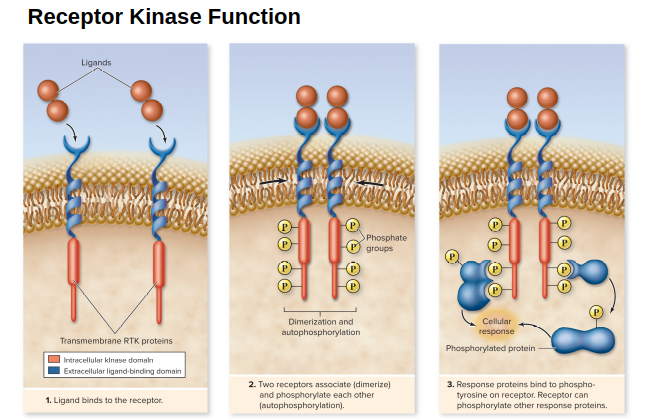 Receptor Kinase Function
Ligands
Transmembrane RTK proteins
Intracellular kinase domain
Extracellular ligand-binding domain
1. Ligand binds to the receptor.
P
P
P
P
P
P
P
P
Phosphate
groups
Dimerization and
autophosphorylation
2. Two receptors associate (dimerize)
and phosphorylate each other
(autophosphorylation).
P
P
P
P
P
P
P
P
P
P
Cellular
response
Phosphorylated protein
3. Response proteins bind to phospho-
tyrosine on receptor. Receptor can
phosphorylate other response proteins.